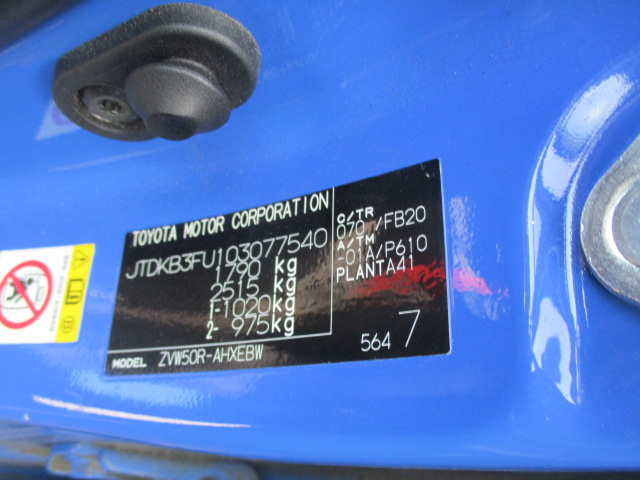 TOYOTA MOTOR CORPORATION
JTDKB3FU103077540
1790 kg
2515 kg
1-1020kg
2- 975kg
MODEL ZVW50R-AHXEBW
C/TR
070 /FB20
A/TM
-01A/P610
PLANTA41
564 7